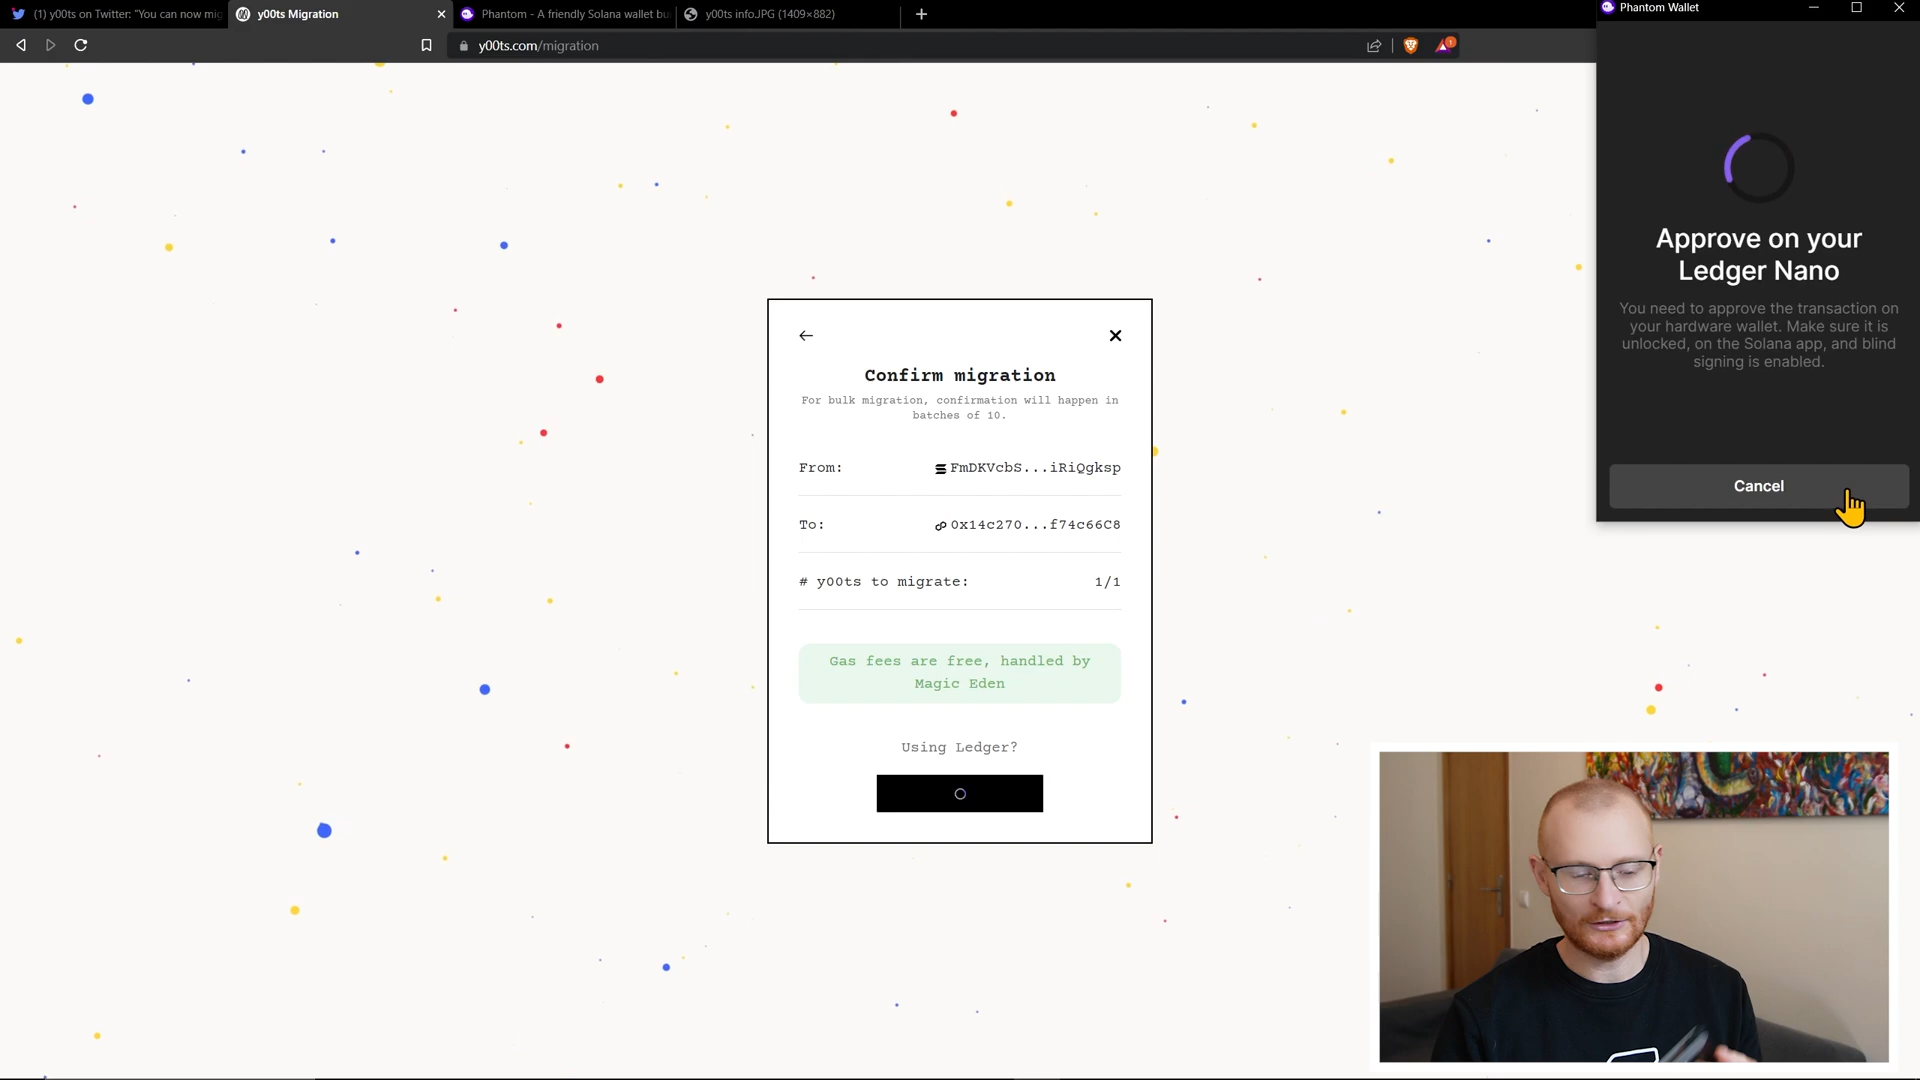 (1) y00ts on Twitter: "You can now mig
y00ts Migration
Phantom - A friendly Solana wallet bu
y00ts info.JPG (1409×882)
Phantom Wallet
y00ts.com/migration
1
Approve on your
Ledger Nano
You need to approve the transaction on
your hardware wallet. Make sure it is
unlocked, on the Solana app, and blind
signing is enabled.
Cancel
Confirm migration
For bulk migration, confirmation will happen in
batches of 10.
From: FmDKVcbS...iRiQgksp
To: 0x14c270...f74c66C8
# y00ts to migrate: 1/1
Gas fees are free, handled by
Magic Eden
Using Ledger?